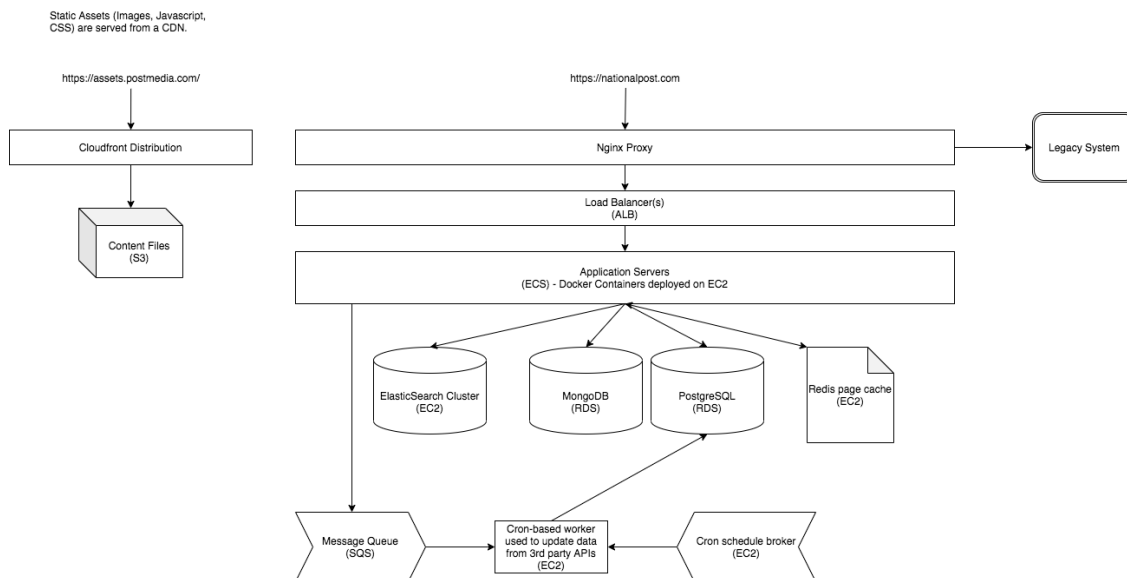 Static Assets (Images, Javascript,
CSS) are served from a CDN.
https://assets.postmedia.com/
https://nationalpost.com
Cloudfront Distribution
Nginx Proxy
Legacy System
Load Balancer(s)
(ALB)
Content Files
(S3)
Application Servers
(ECS) - Docker Containers deployed on EC2
ElasticSearch Cluster
(EC2)
MongoDB
(RDS)
PostgreSQL
(RDS)
Redis page cache
(EC2)
Message Queue
(SQS)
Cron-based worker
used to update data
from 3rd party APIs
(EC2)
Cron schedule broker
(EC2)